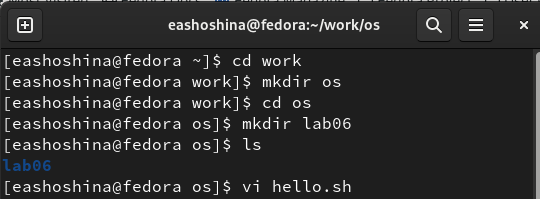 eashoshina@fedora:~/work/os
[eashoshina@fedora ~]$ cd work
[eashoshina@fedora work]$ mkdir os
[eashoshina@fedora work]$ cd os
[eashoshina@fedora os]$ mkdir lab06
[eashoshina@fedora os]$ ls
lab06
[eashoshina@fedora os]$ vi hello.sh